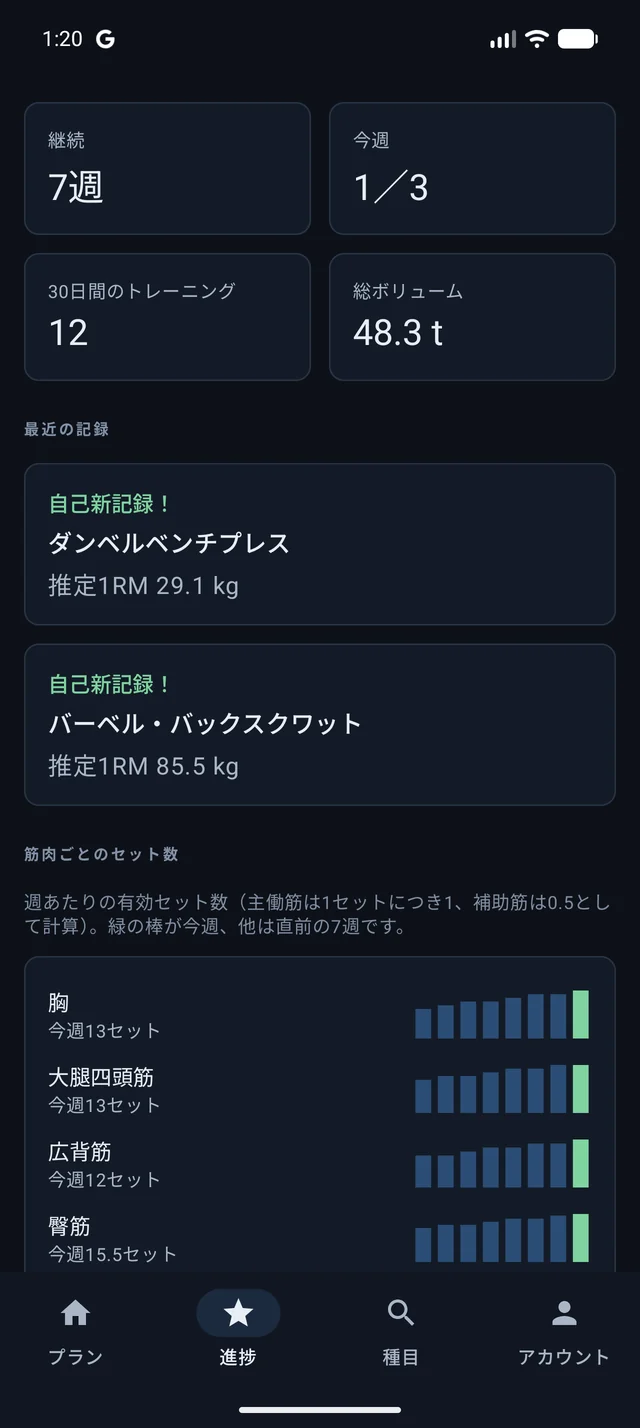 1:20 G
継続
7週
今週
1／3
30日間のトレーニング
12
総ボリューム
48.3 t
最近の記録
自己新記録！
ダンベルベンチプレス
推定1RM 29.1 kg
自己新記録！
バーベル・バックスクワット
推定1RM 85.5 kg
筋肉ごとのセット数
週あたりの有効セット数（主働筋は1セットにつき1、補助筋は0.5とし
て計算）。緑の棒が今週、他は直前の7週です。
胸
今週13セット
大腿四頭筋
今週13セット
広背筋
今週12セット
臀筋
今週15.5セット
プラン
進捗
種目
アカウント